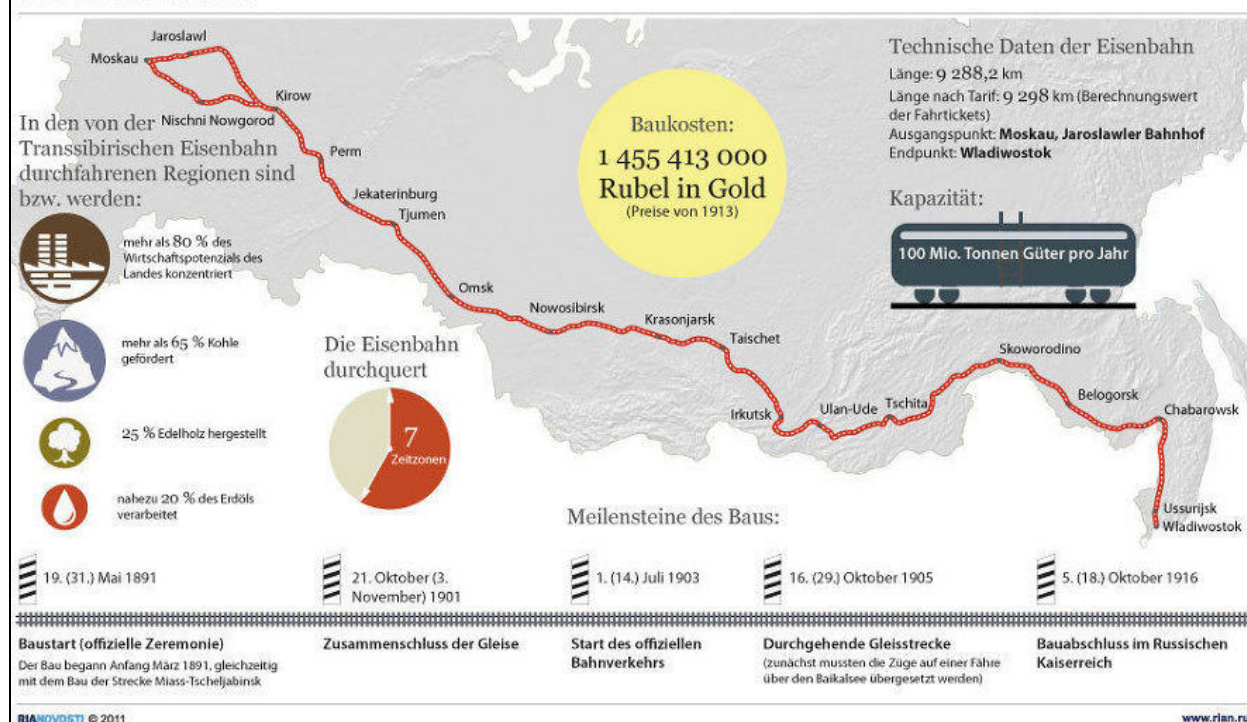 Jaroslawl
Moskau
Nischni Nowgorod
Kirow
Perm
Jekaterinburg
Tjumen
Omsk
Nowosibirsk
Krasonjarsk
Taischet
Irkutsk
Ulan-Ude
Tschita
Skoworodino
Belogorsk
Chabarowsk
Ussurijsk
Wladiwostok
Technische Daten der Eisenbahn
Länge: 9 288,2 km
Länge nach Tarif: 9 298 km (Berechnungswert
der Fahrtickets)
Ausgangspunkt: Moskau, Jaroslawler Bahnhof
Endpunkt: Wladiwostok
Kapazität:
100 Mio. Tonnen Güter pro Jahr
Baukosten:
1 455 413 000
Rubel in Gold
(Preise von 1913)
In den von der
Transsibirischen Eisenbahn
durchfahrenen Regionen sind
bzw. werden:
mehr als 80 % des
Wirtschaftspotenzials des
Landes konzentriert
mehr als 65 % Kohle
gefördert
25 % Edelholz hergestellt
nahezu 20 % des Erdöls
verarbeitet
Die Eisenbahn
durchquert
7
Zeitzonen
Meilensteine des Baus:
19. (31.) Mai 1891
Baustart (offizielle Zeremonie)
Der Bau begann Anfang März 1891, gleichzeitig
mit dem Bau der Strecke Miass-Tscheljabinsk
21. Oktober (3.
November) 1901
Zusammenschluss der Gleise
1. (14.) Juli 1903
Start des offiziellen
Bahnverkehrs
16. (29.) Oktober 1905
Durchgehende Gleisstrecke
(zunächst mussten die Züge auf einer Fähre
über den Baikalsee übergesetzt werden)
5. (18.) Oktober 1916
Bauabschluss im Russischen
Kaiserreich
RIANOVOSTI © 2011
www.rian.ru